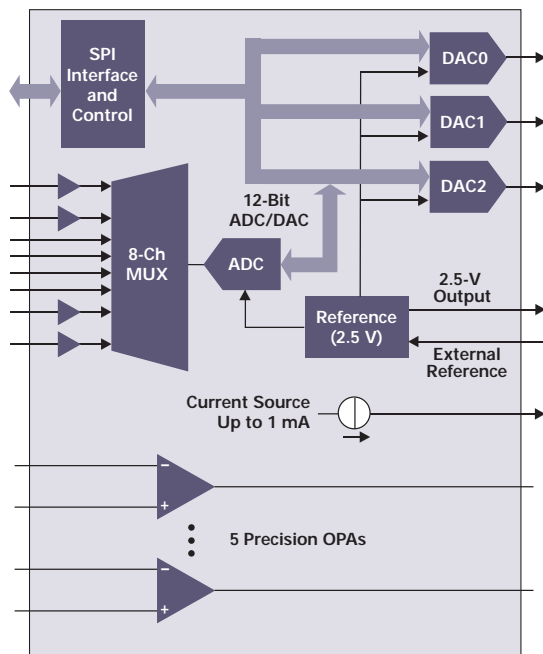 SPI
Interface
and
Control
DAC0
DAC1
DAC2
12-Bit
ADC/DAC
8-Ch
MUX
ADC
Reference
(2.5 V)
2.5-V
Output
External
Reference
Current Source
Up to 1 mA
–
+
5 Precision OPAs
–
+